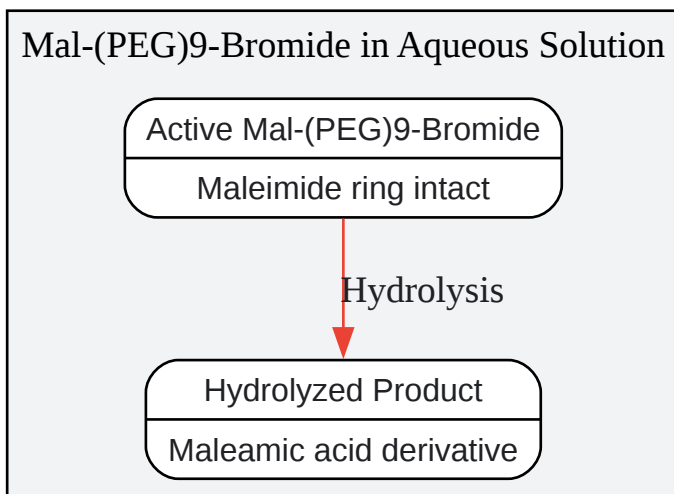 Mal-(PEG)9-Bromide in Aqueous Solution
Active Mal-(PEG)9-Bromide
Maleimide ring intact
Hydrolysis
Hydrolyzed Product
Maleamic acid derivative